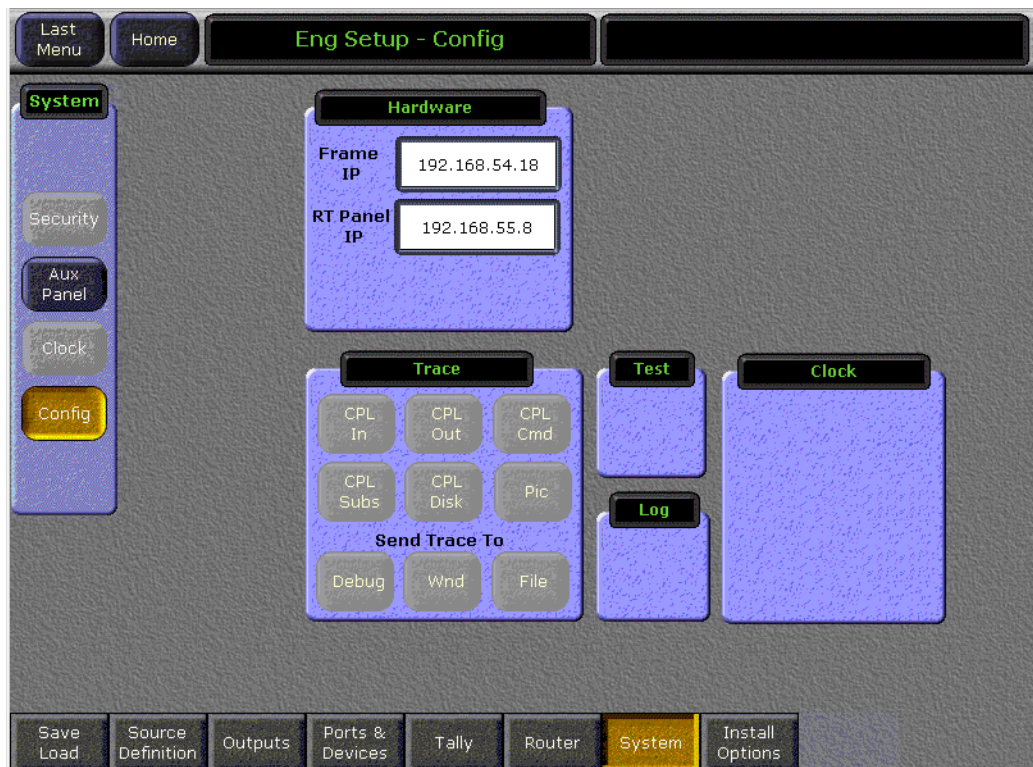 Last
Menu
Home
Eng Setup - Config
System
Security
Aux
Panel
Clock
Config
Hardware
Frame
IP
192.168.54.18
RT Panel
IP
192.168.55.8
Trace
CPL
In
CPL
Out
CPL
Cmd
CPL
Subs
CPL
Disk
Pic
Send Trace To
Debug
Wnd
File
Test
Log
Clock
Save
Load
Source
Definition
Outputs
Ports &
Devices
Tally
Router
System
Install
Options